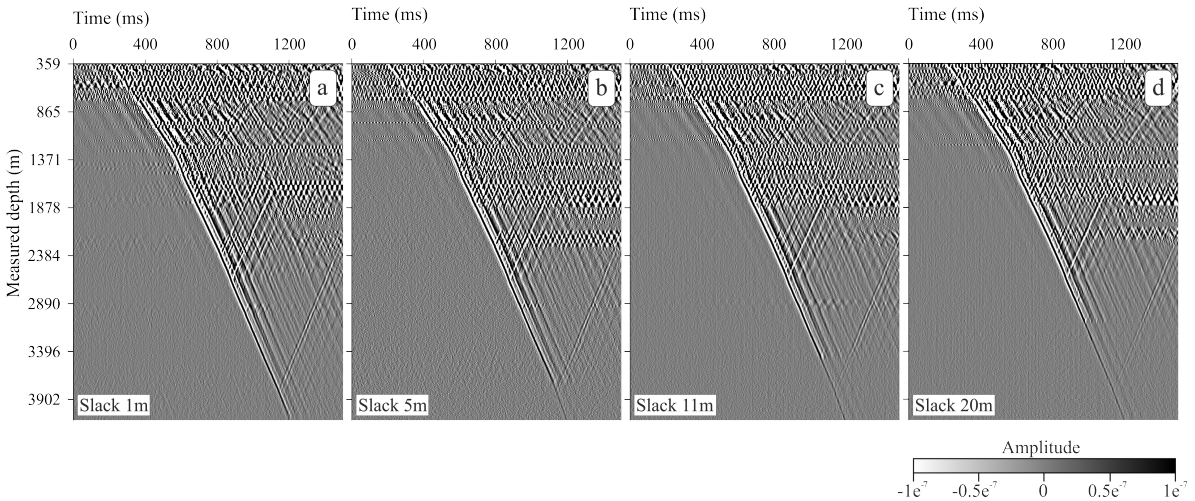 Time (ms) Time (ms) Time (ms) Time (ms)
0 400 800 1200 0 400 800 1200 0 400 800 1200 0 400 800 1200
359
865
1371
1878
2384
2890
3396
3902
Measured depth (m)
a b c d
Slack 1m Slack 5m Slack 11m Slack 20m
Amplitude
-1e⁻⁷ -0.5e⁻⁷ 0 0.5e⁻⁷ 1e⁻⁷